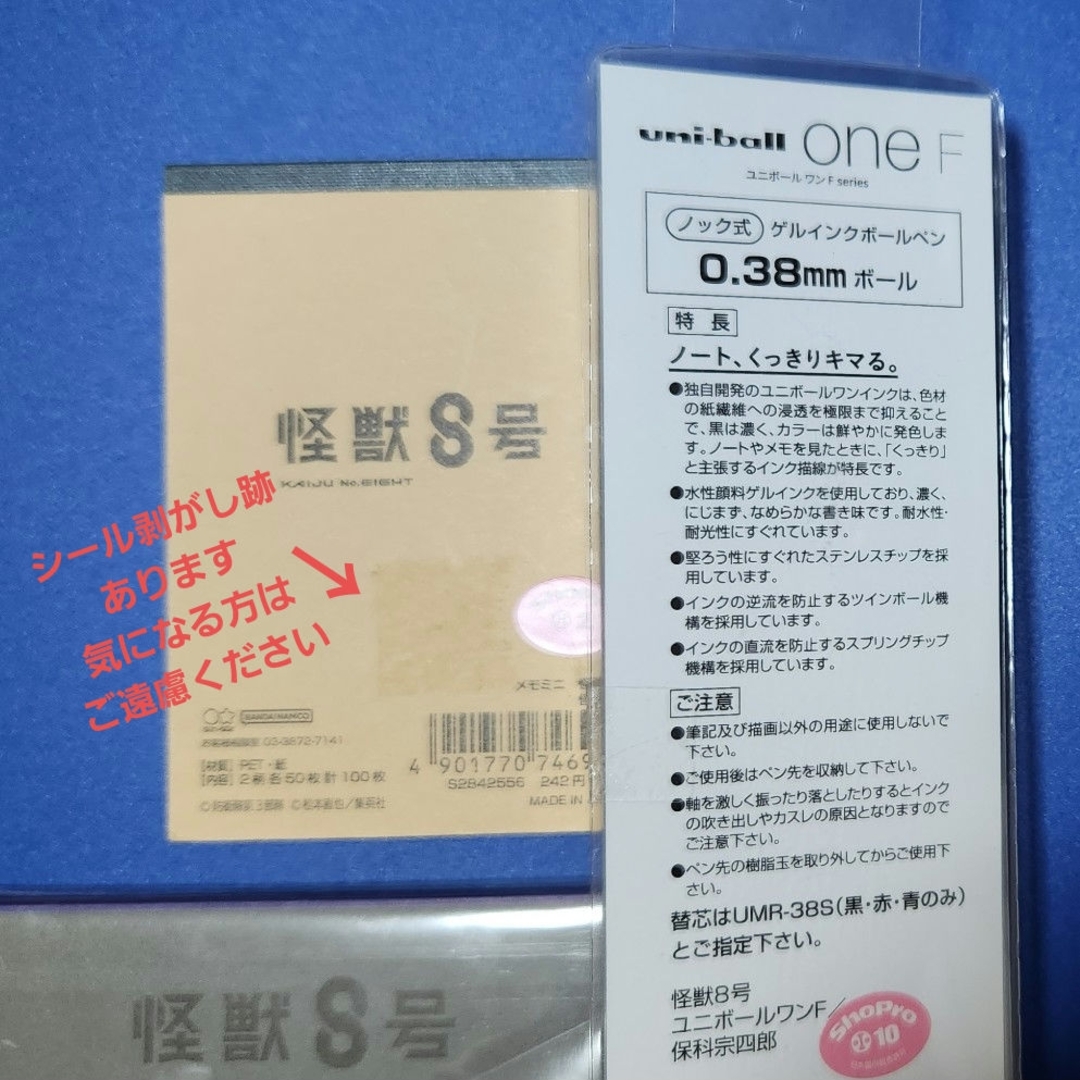 uni-ball one F
ユニボール ワン F series
ノック式 ゲルインクボールペン
0.38mm ボール
特長
ノート、くっきりキマる。
●独自開発のユニボールワンインクは、色材
の紙繊維への浸透を極限まで抑えること
で、黒は濃く、カラーは鮮やかに発色しま
す。ノートやメモを見たときに、「くっきり」
と主張するインク描線が特長です。
●水性顔料ゲルインクを使用しており、濃く、
にじまず、なめらかな書き味です。耐水性・
耐光性にすぐれています。
●堅ろう性にすぐれたステンレスチップを採
用しています。
●インクの逆流を防止するツインボール機
構を採用しています。
●インクの直流を防止するスプリングチップ
機構を採用しています。
ご注意
●筆記及び描画以外の用途に使用しないで
下さい。
●ご使用後はペン先を収納して下さい。
●軸を激しく振ったり落としたりするとインク
の吹き出しやカスレの原因となりますので
ご注意下さい。
●ペン先の樹脂玉を取り外してからご使用下
さい。
替芯はUMR-38S(黒・赤・青のみ)
とご指定下さい。
怪獣8号
ユニボールワンF/
保科宗四郎
ShoPro
10
怪獣8号
KAIJU No.EIGHT
シール剥がし跡
あります
気になる方は
ご遠慮ください
メモミニ
BANDAI NAMCO
03-3872-7141
[材質] PET・紙
[内容] 2柄各50枚計100枚
4 901770 7469
S2842556 242円
MADE IN
©防衛隊第3部隊 ©松本直也/集英社
怪獣8号